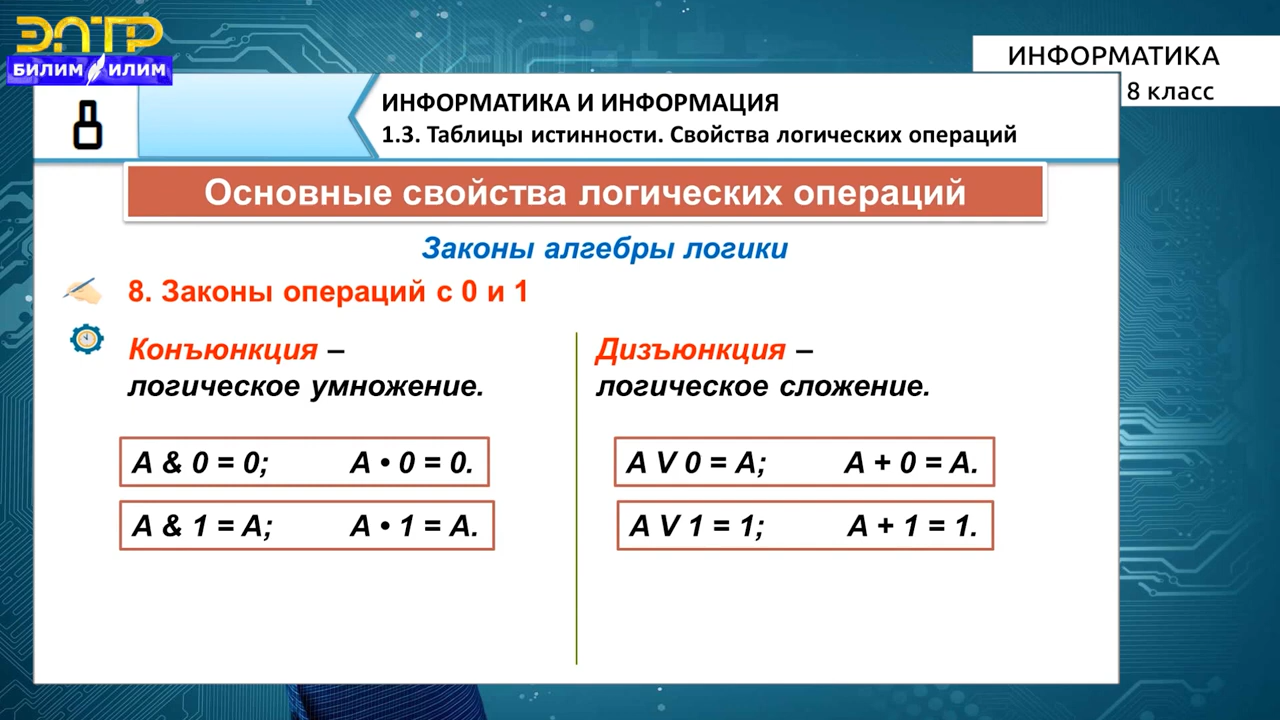 ЭЛТР
БИЛИМ ИЛИМ
ИНФОРМАТИКА
8 класс
8
ИНФОРМАТИКА И ИНФОРМАЦИЯ
1.3. Таблицы истинности. Свойства логических операций
Основные свойства логических операций
Законы алгебры логики
8. Законы операций с 0 и 1
Конъюнкция –
логическое умножение.
A & 0 = 0; A • 0 = 0.
A & 1 = A; A • 1 = A.
Дизъюнкция –
логическое сложение.
A V 0 = A; A + 0 = A.
A V 1 = 1; A + 1 = 1.